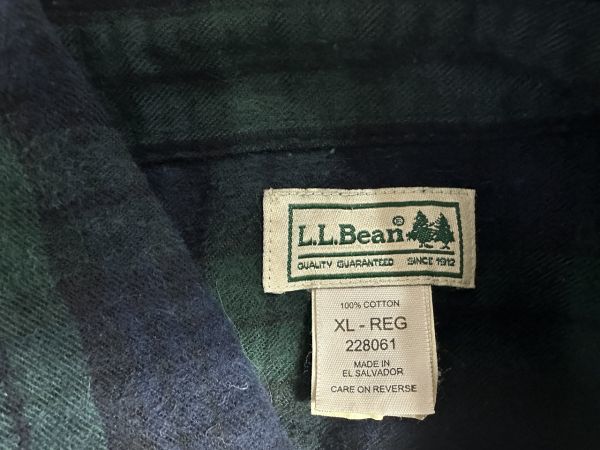 L.L.Bean®
QUALITY GUARANTEED SINCE 1912
100% COTTON
XL - REG
228061
MADE IN
EL SALVADOR
CARE ON REVERSE